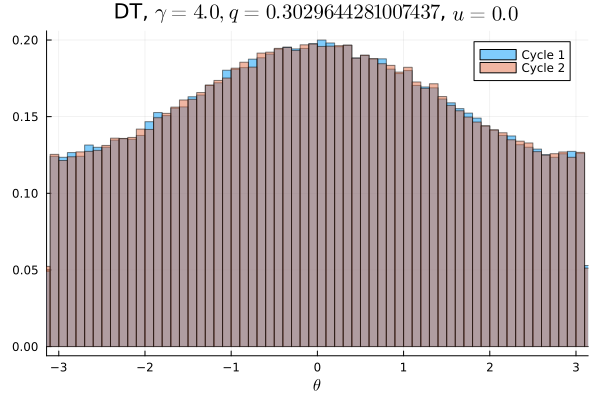 DT, γ = 4.0, q = 0.3029644281007437, u = 0.0
0.20
Cycle 1
Cycle 2
0.15
0.10
0.05
0.00
−3 −2 −1 0 1 2 3
θ